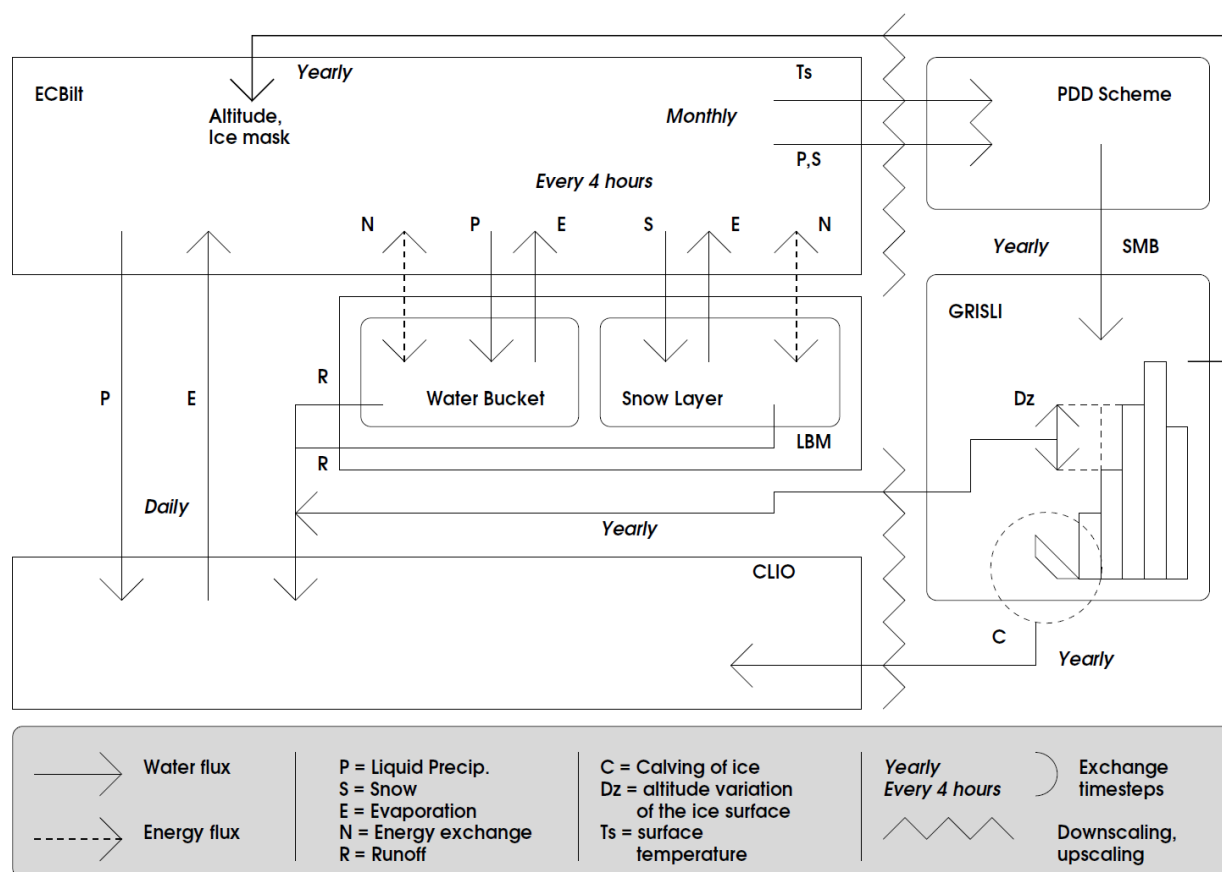 Yearly
Ts
ECBilt
PDD Scheme
Altitude,
Ice mask
Monthly
P,S
Every 4 hours
N
P
E
S
E
N
Yearly
SMB
GRISLI
R
P
E
Water Bucket
Snow Layer
Dz
LBM
R
Daily
Yearly
CLIO
C
Yearly
Water flux
Energy flux
P = Liquid Precip.
S = Snow
E = Evaporation
N = Energy exchange
R = Runoff
C = Calving of ice
Dz = altitude variation
of the ice surface
Ts = surface
temperature
Yearly
Every 4 hours
Exchange
timesteps
Downscaling,
upscaling